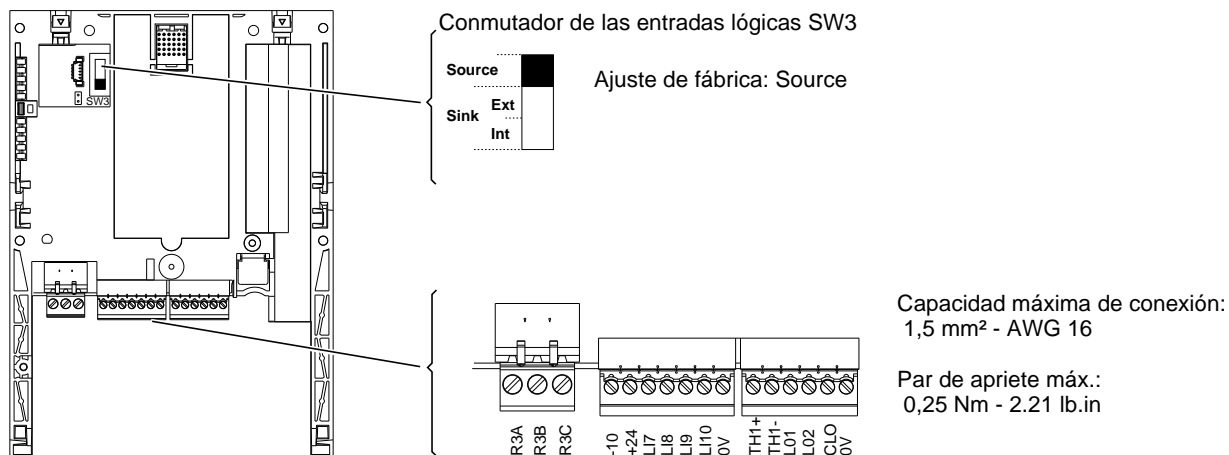 Conmutador de las entradas lógicas SW3
Source
Ajuste de fábrica: Source
Sink
Ext
Int
SW3
Capacidad máxima de conexión:
1,5 mm² - AWG 16
Par de apriete máx.:
0,25 Nm - 2.21 lb.in
R3A
R3B
R3C
-10
+24
LI7
LI8
LI9
LI10
0V
TH1+
TH1-
L01
L02
CLO
0V